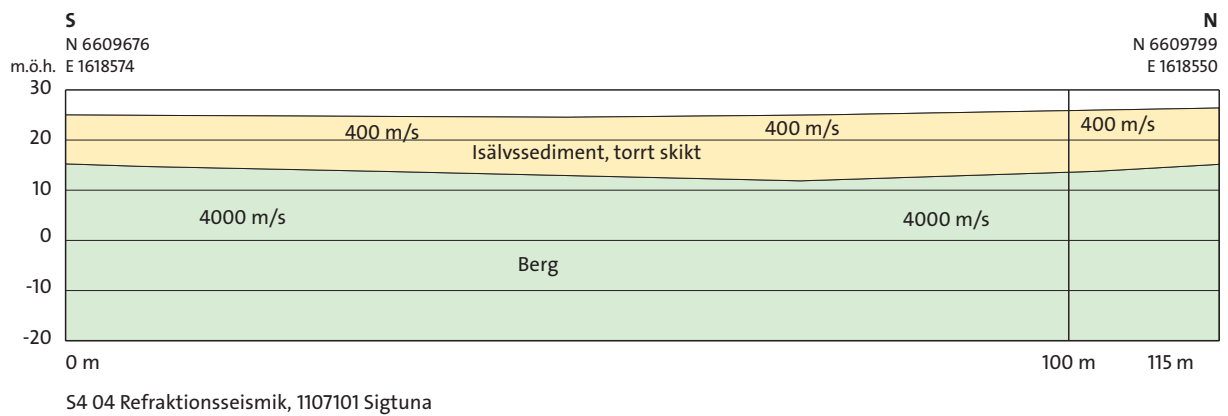 S
N
N 6609676
N 6609799
m.ö.h. E 1618574
E 1618550
30
400 m/s
400 m/s
400 m/s
20
Isälvssediment, torrt skikt
10
4000 m/s
4000 m/s
0
Berg
-10
-20
0 m
100 m
115 m
S4 04 Refraktionsseismik, 1107101 Sigtuna